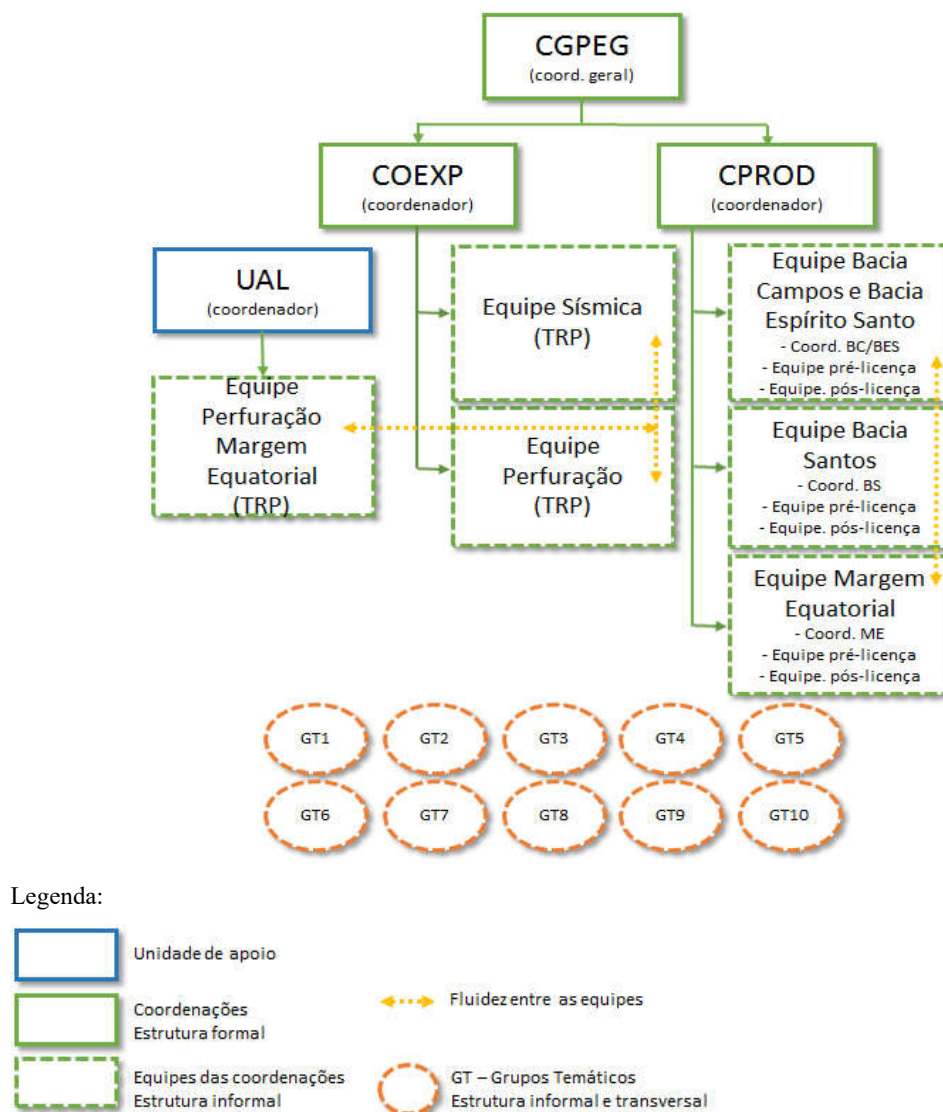 CGPEG
(coord. geral)
COEXP
(coordenador)
CPROD
(coordenador)
UAL
(coordenador)
Equipe
Perfuração
Margem
Equatorial
(TRP)
Equipe Sísmica
(TRP)
Equipe
Perfuração
(TRP)
Equipe Bacia
Campos e Bacia
Espírito Santo
- Coord. BC/BES
- Equipe pré-licença
- Equipe. pós-licença
Equipe Bacia
Santos
- Coord. BS
- Equipe pré-licença
- Equipe. pós-licença
Equipe Margem
Equatorial
- Coord. ME
- Equipe pré-licença
- Equipe. pós-licença
GT1
GT2
GT3
GT4
GT5
GT6
GT7
GT8
GT9
GT10
Legenda:
Unidade de apoio
Coordenações
Estrutura formal
Fluidez entre as equipes
Equipes das coordenações
Estrutura informal
GT – Grupos Temáticos
Estrutura informal e transversal